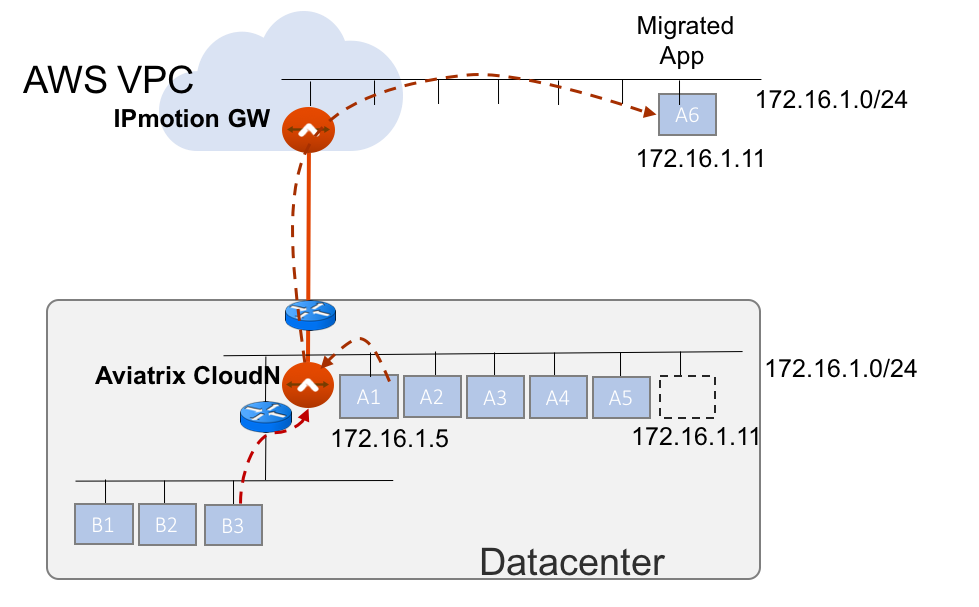 Migrated
App
AWS VPC
172.16.1.0/24
IPmotion GW
A6
172.16.1.11
172.16.1.0/24
Aviatrix CloudN
A1
A2
A3
A4
A5
172.16.1.5
172.16.1.11
B1
B2
B3
Datacenter